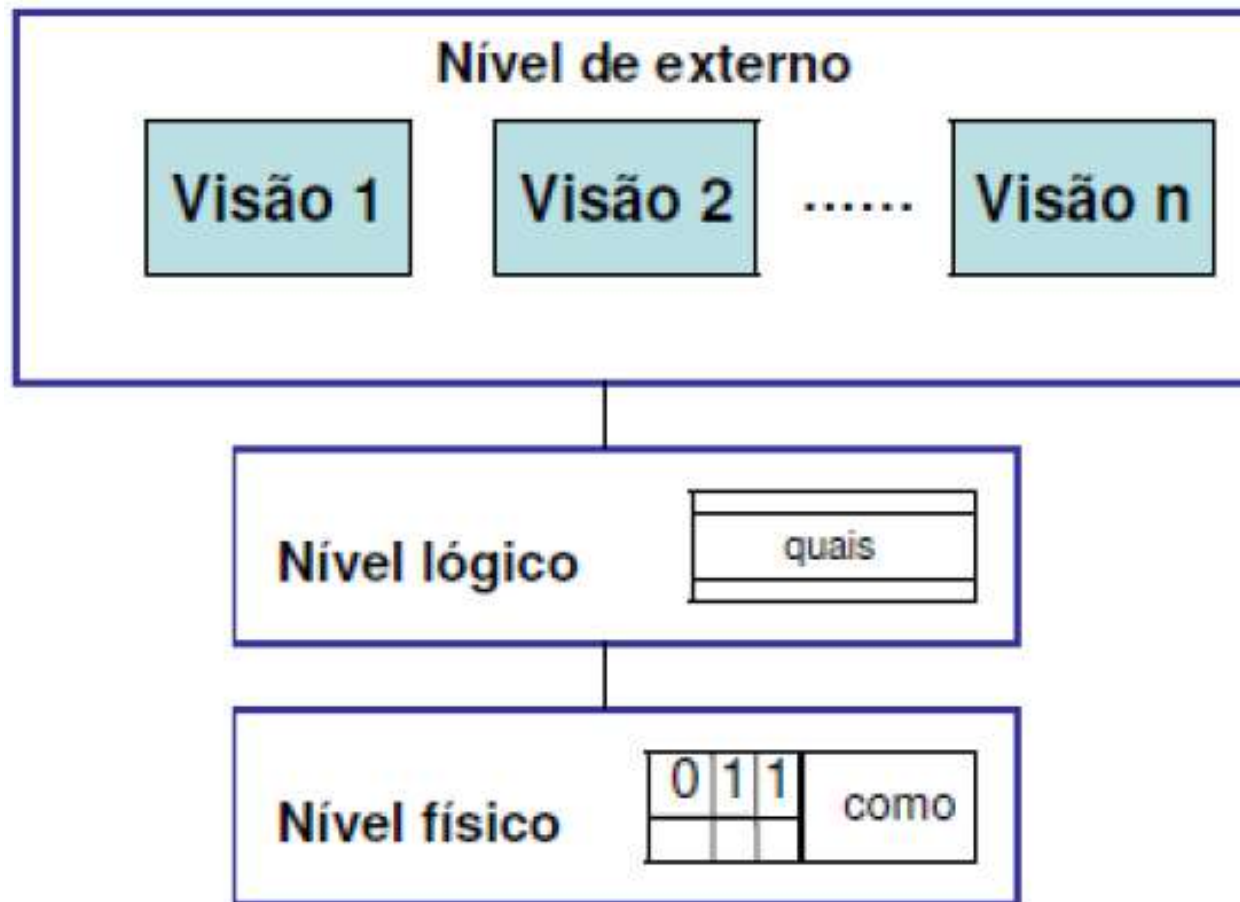 Nível de externo
Visão 1 Visão 2 ...... Visão n
Nível lógico quais
Nível físico 0 1 1 como